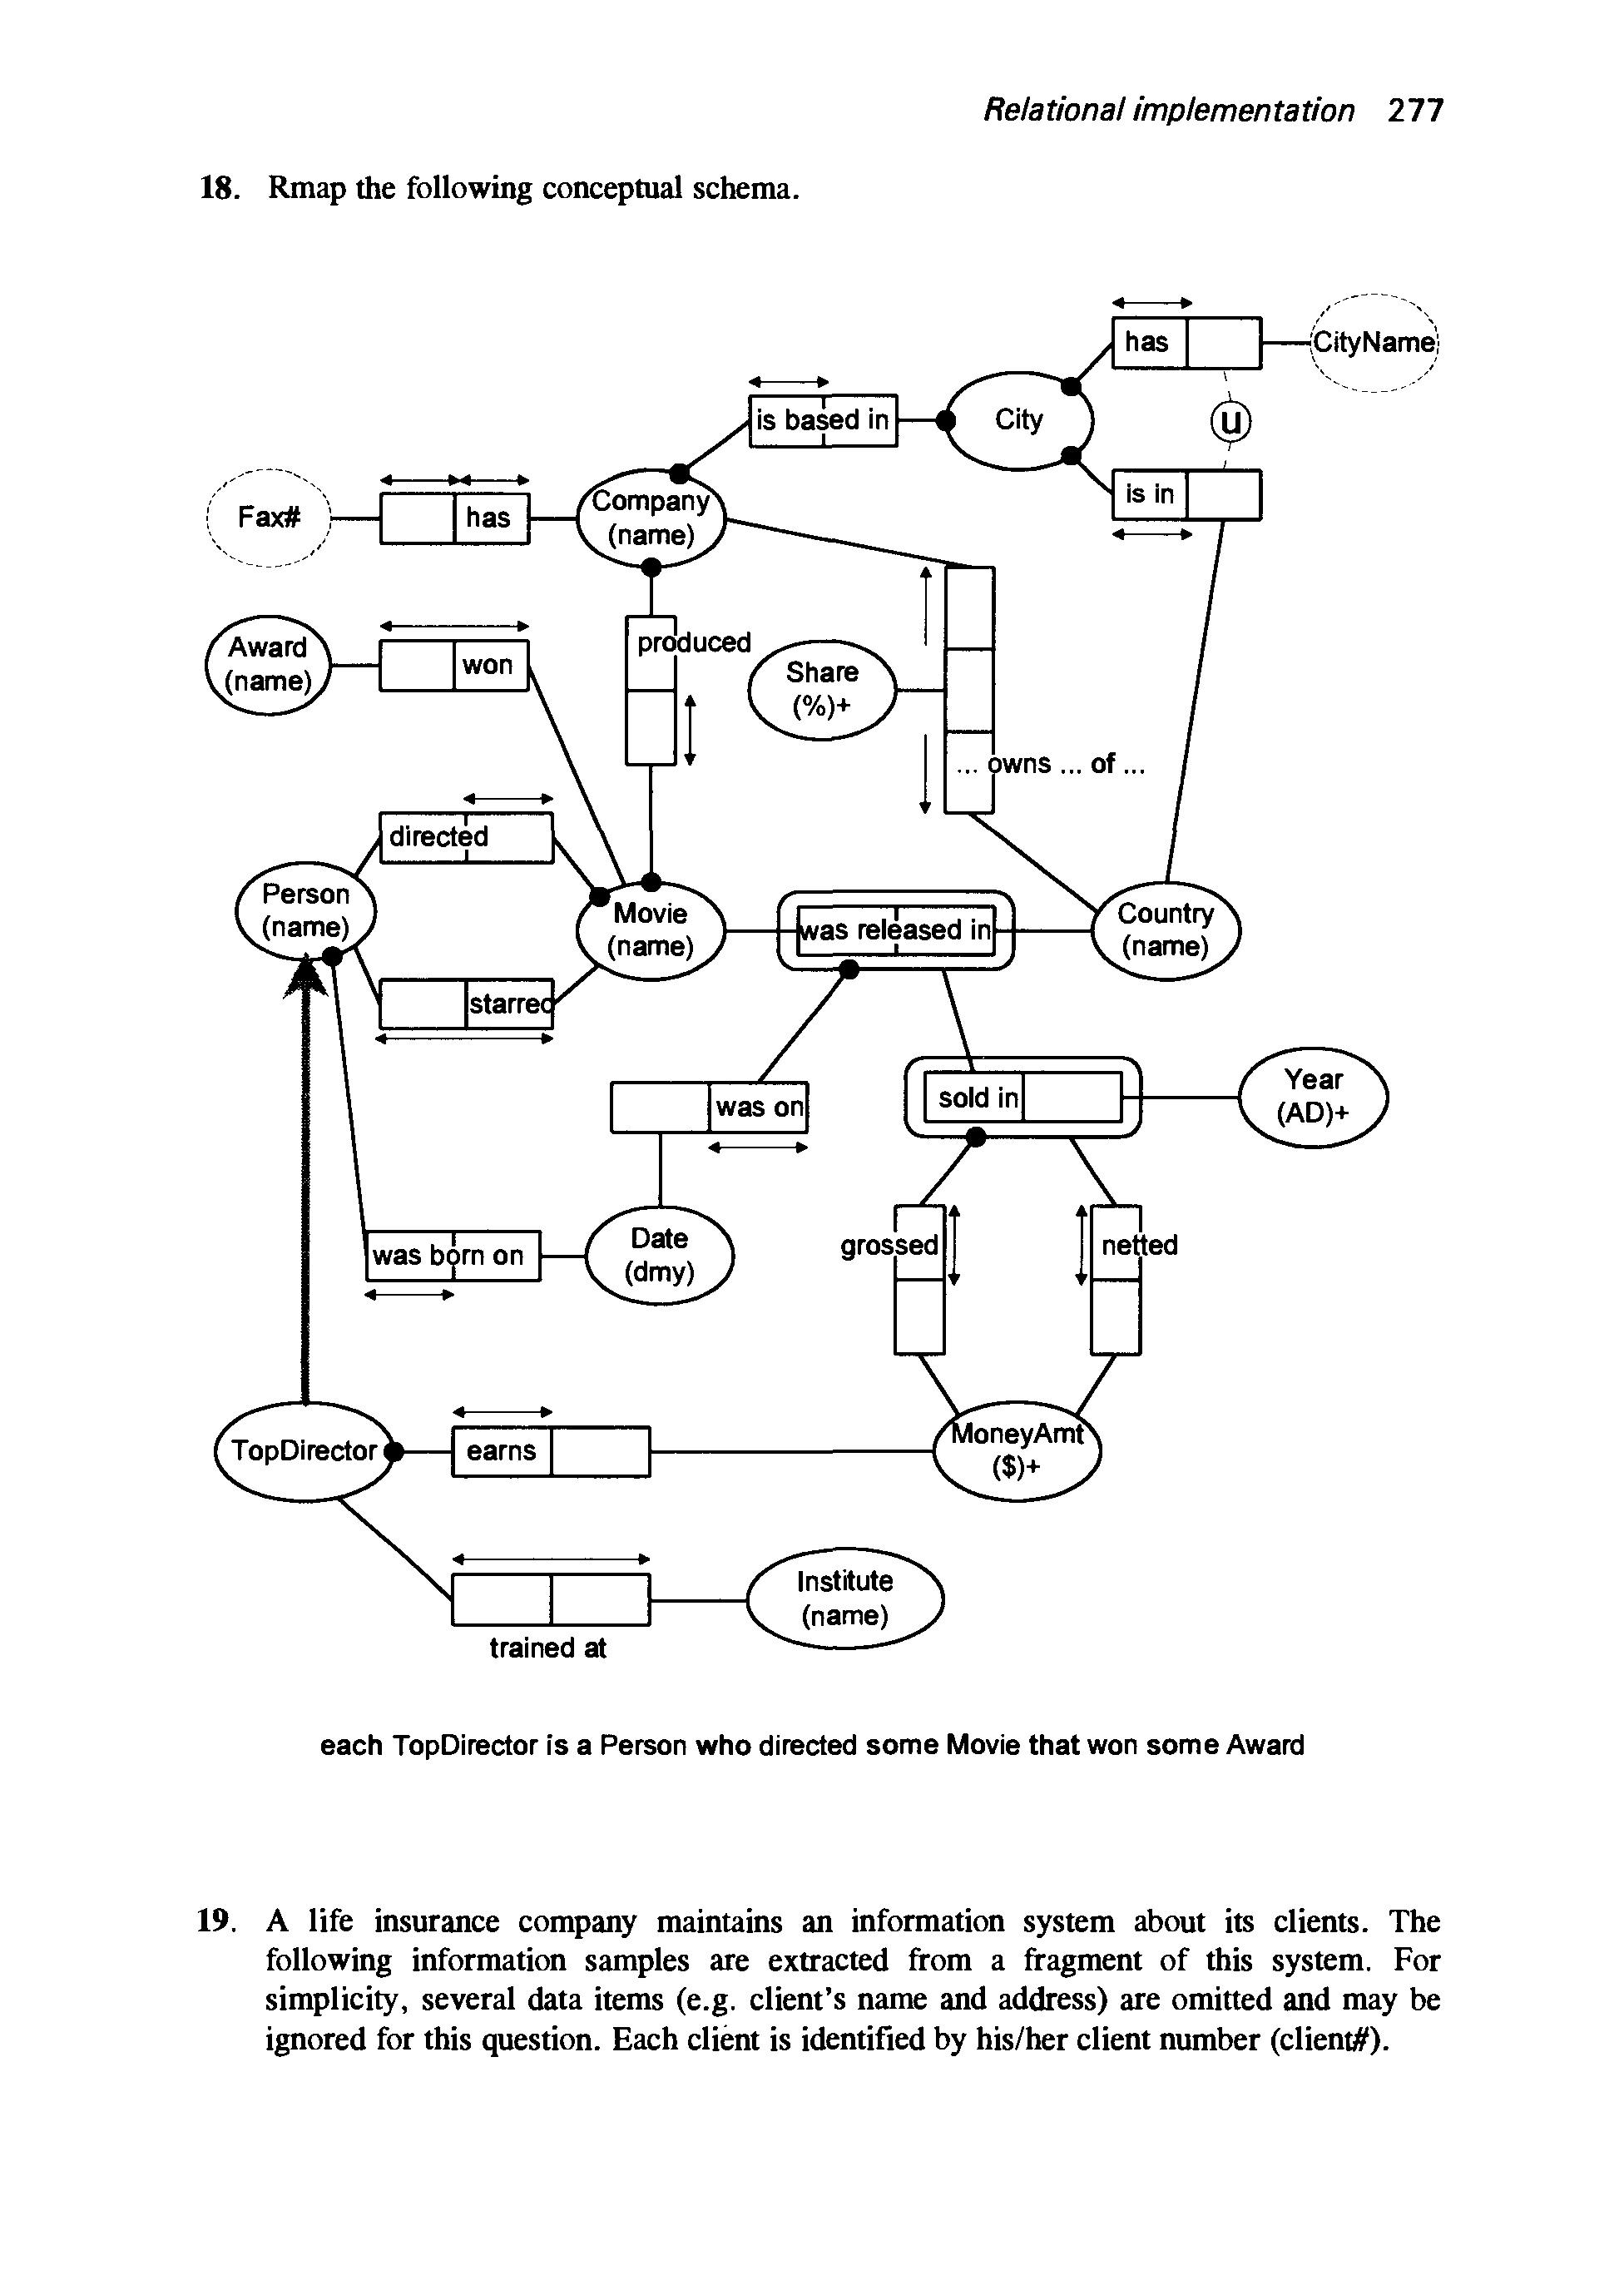 Relational implementation 277
18. Rmap the following conceptual schema.
has
CityName
is based in
City
U
Fax#
has
Company
(name)
is in
Award
(name)
won
produced
Share
(%)+
... owns ... of ...
directed
Person
(name)
Movie
(name)
was released in
Country
(name)
starred
was on
sold in
Year
(AD)+
was born on
Date
(dmy)
grossed
netted
TopDirector
earns
MoneyAmt
($)+
Institute
(name)
trained at
each TopDirector is a Person who directed some Movie that won some Award
19. A life insurance company maintains an information system about its clients. The
following information samples are extracted from a fragment of this system. For
simplicity, several data items (e.g. client's name and address) are omitted and may be
ignored for this question. Each client is identified by his/her client number (client#).